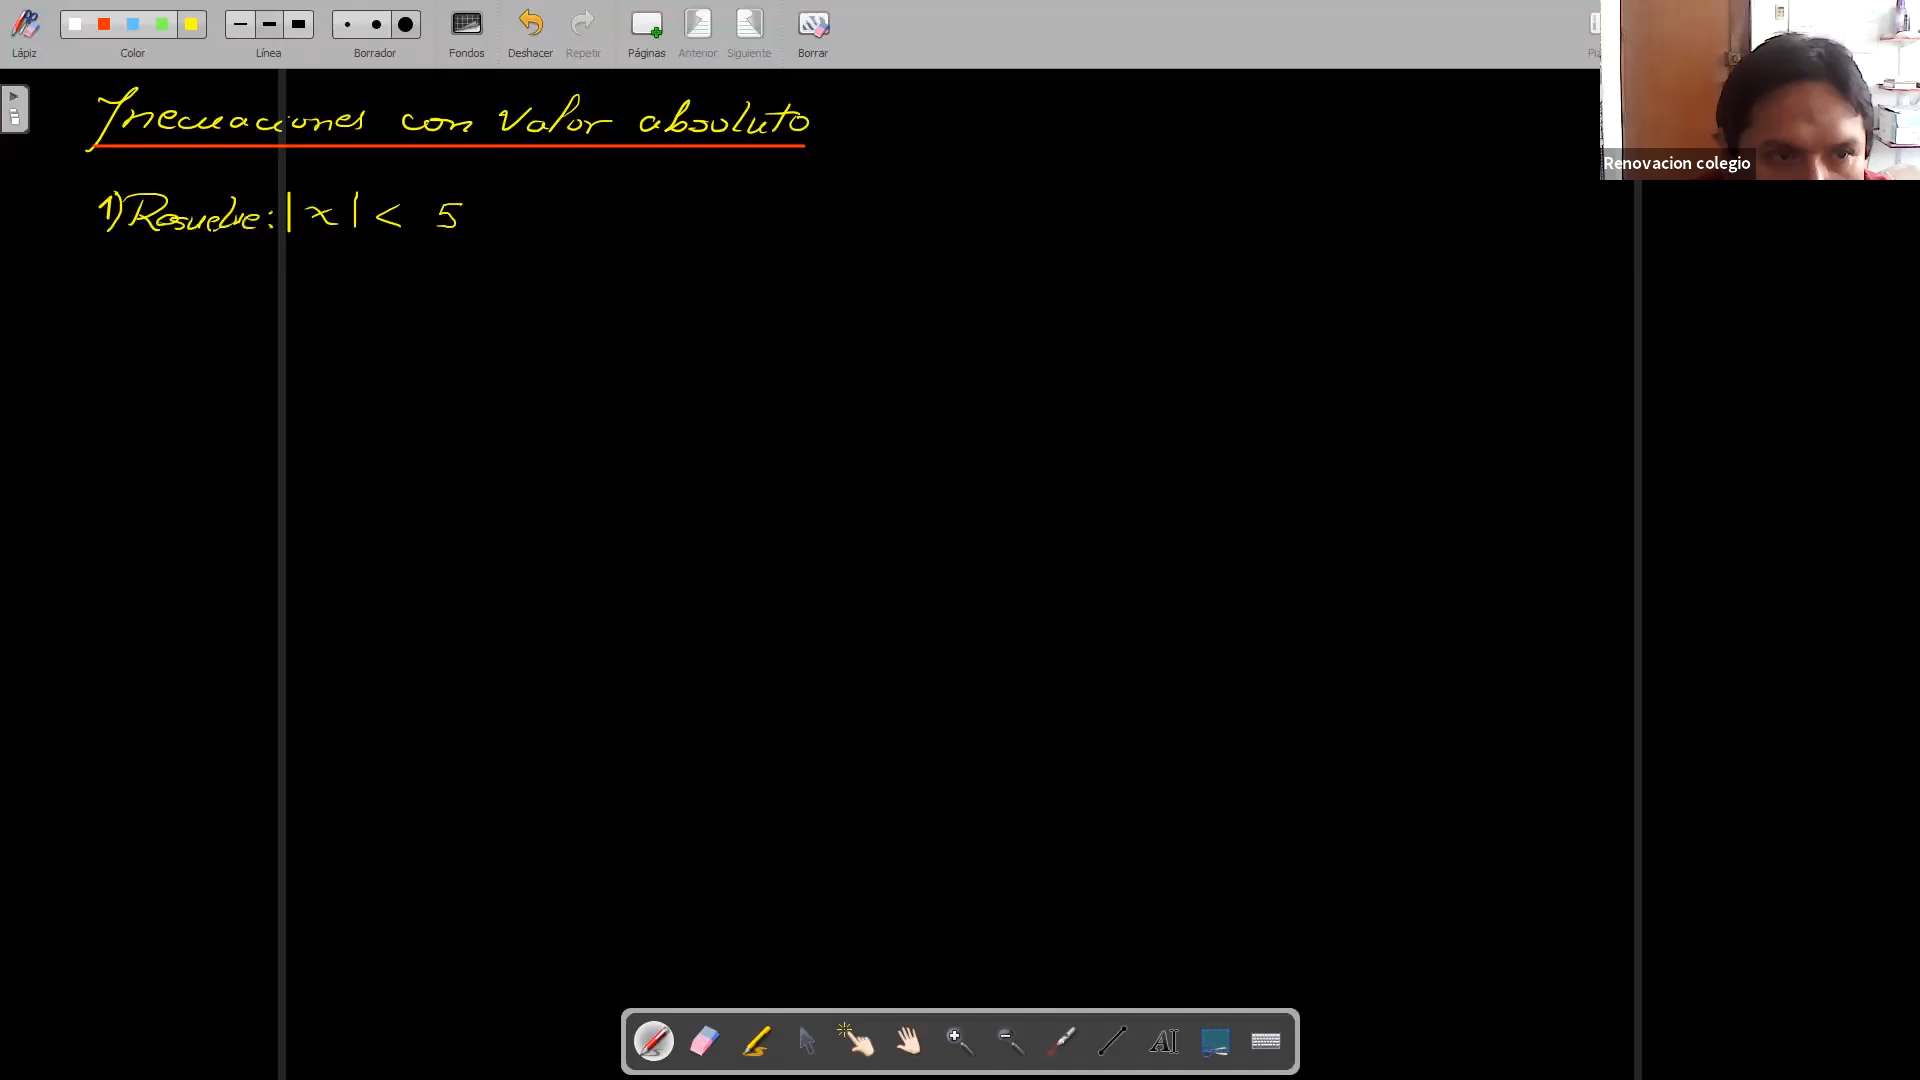 Lápiz Color Línea Borrador Fondos Deshacer Repetir Páginas Anterior Siguiente Borrar
Renovacion colegio
Inecuaciones con valor absoluto
1) Resuelve: |x| < 5